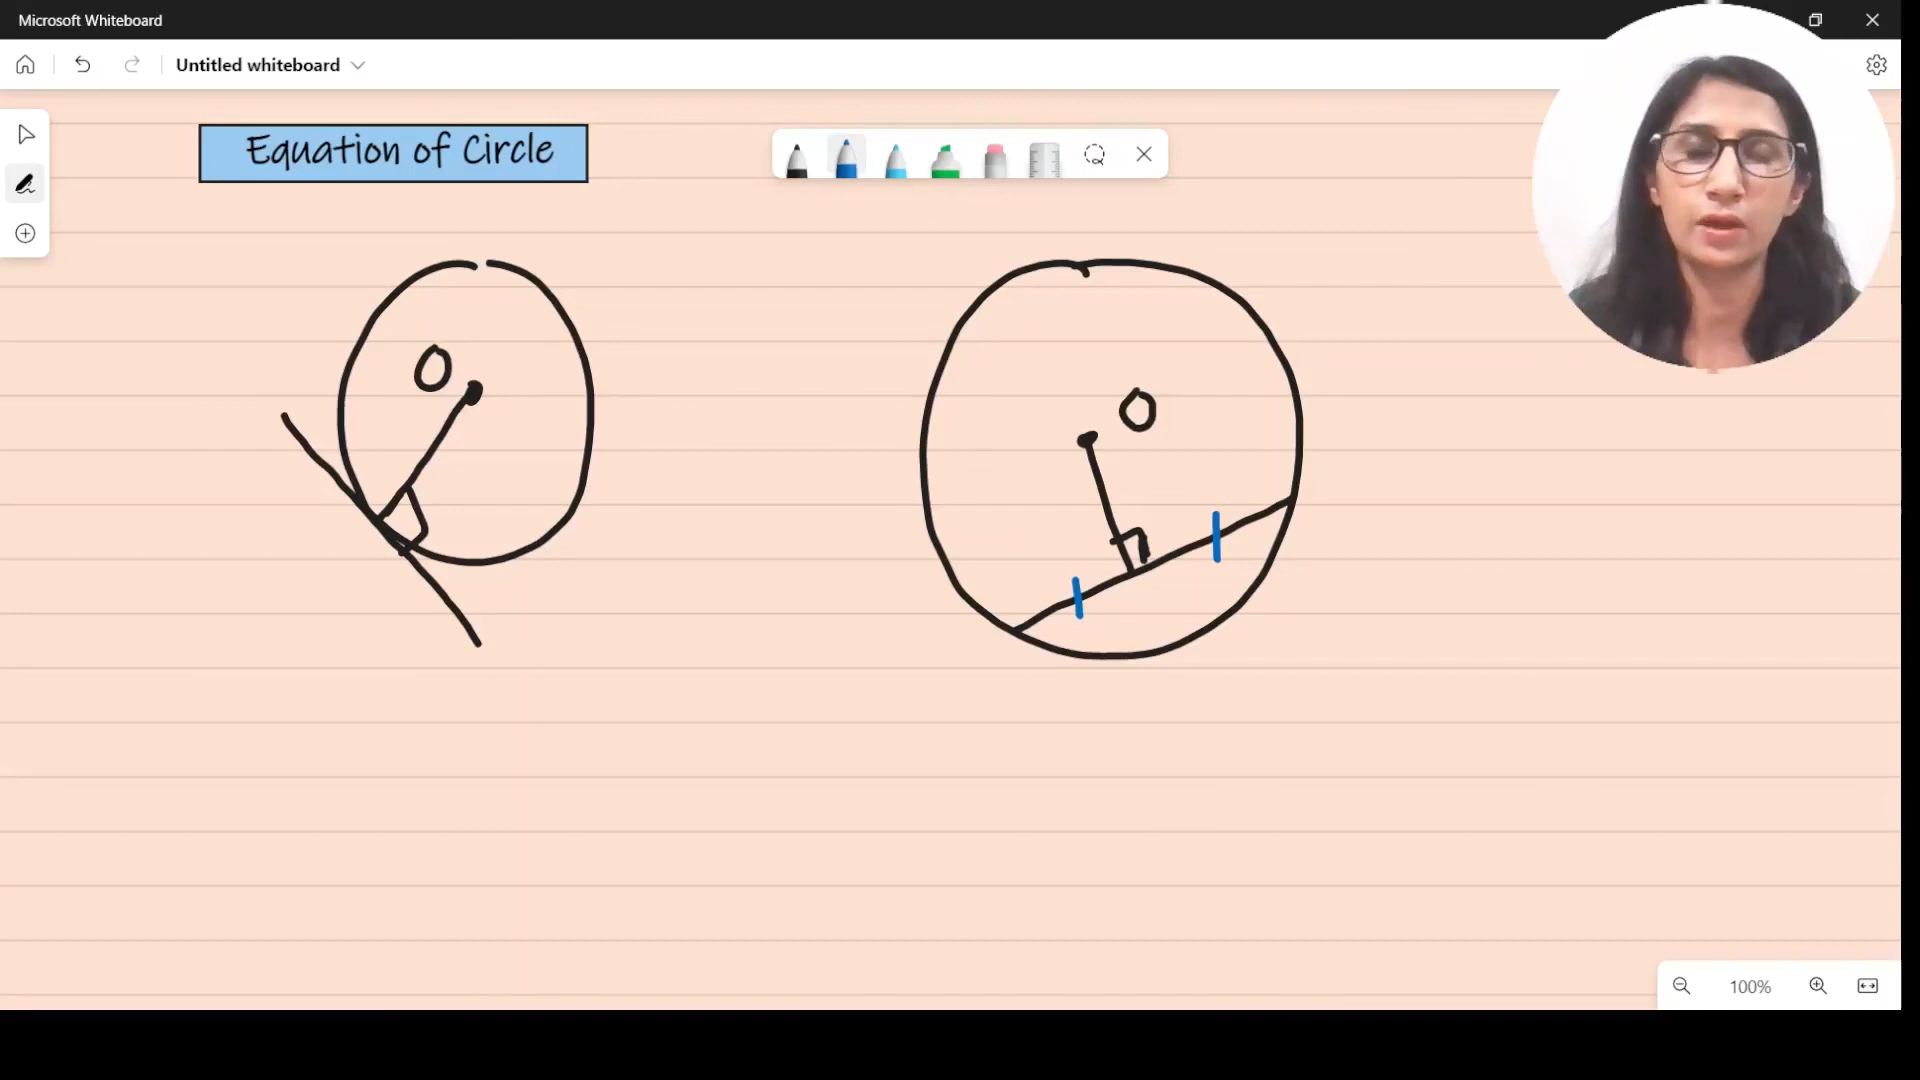 Microsoft Whiteboard
Untitled whiteboard
Equation of Circle
O
O
100%